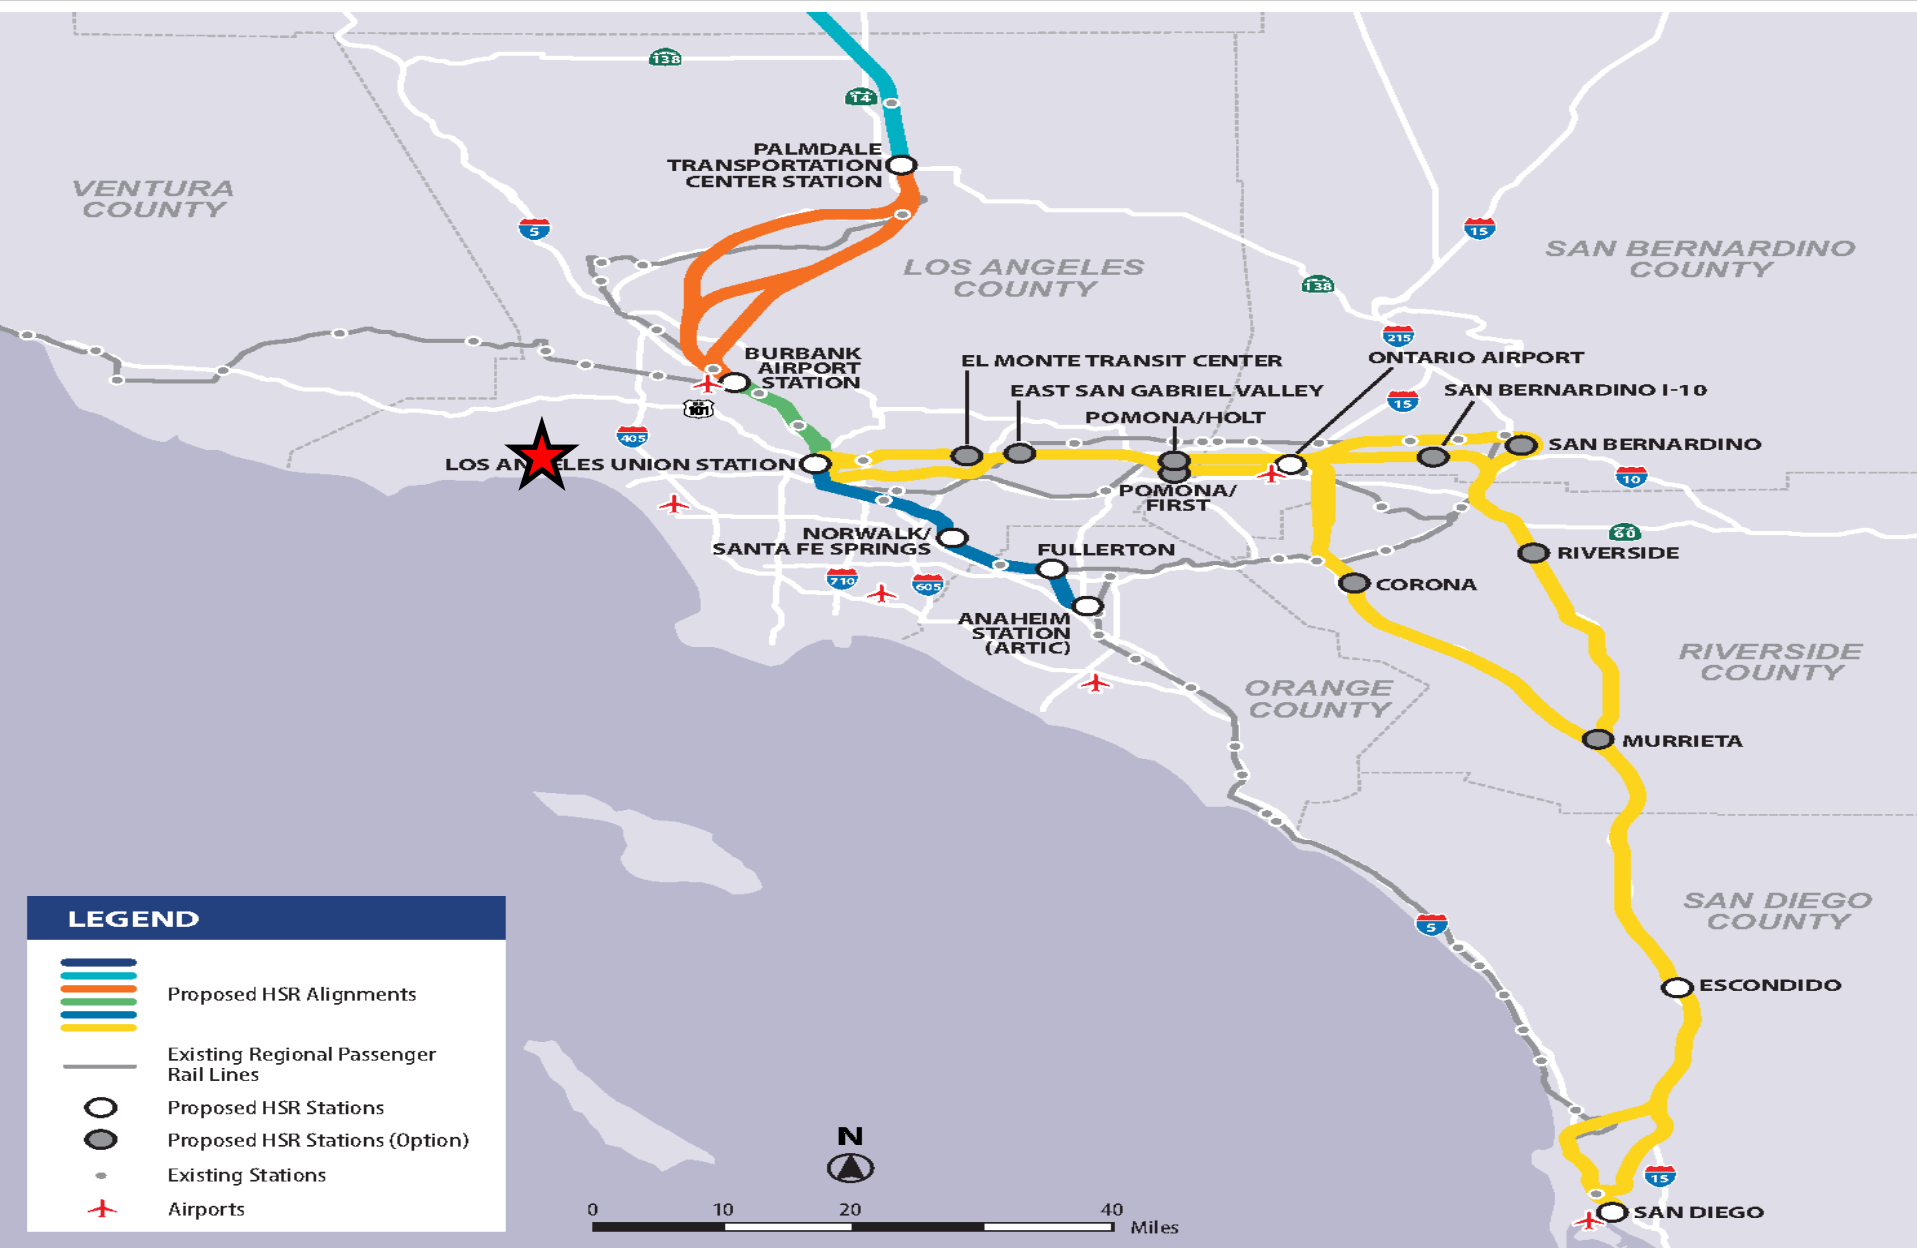 138
14
PALMDALE
TRANSPORTATION
CENTER STATION
VENTURA
COUNTY
5
15
SAN BERNARDINO
COUNTY
LOS ANGELES
COUNTY
138
215
BURBANK
AIRPORT
STATION
EL MONTE TRANSIT CENTER
ONTARIO AIRPORT
EAST SAN GABRIEL VALLEY
SAN BERNARDINO I-10
15
U S
101
POMONA/HOLT
405
SAN BERNARDINO
LOS ANGELES UNION STATION
10
POMONA/
FIRST
NORWALK/
SANTA FE SPRINGS
FULLERTON
60
RIVERSIDE
710
605
CORONA
ANAHEIM
STATION
(ARTIC)
RIVERSIDE
COUNTY
ORANGE
COUNTY
MURRIETA
SAN DIEGO
COUNTY
5
ESCONDIDO
15
SAN DIEGO
LEGEND
Proposed HSR Alignments
Existing Regional Passenger
Rail Lines
Proposed HSR Stations
Proposed HSR Stations (Option)
Existing Stations
Airports
N
0 10 20 40
Miles